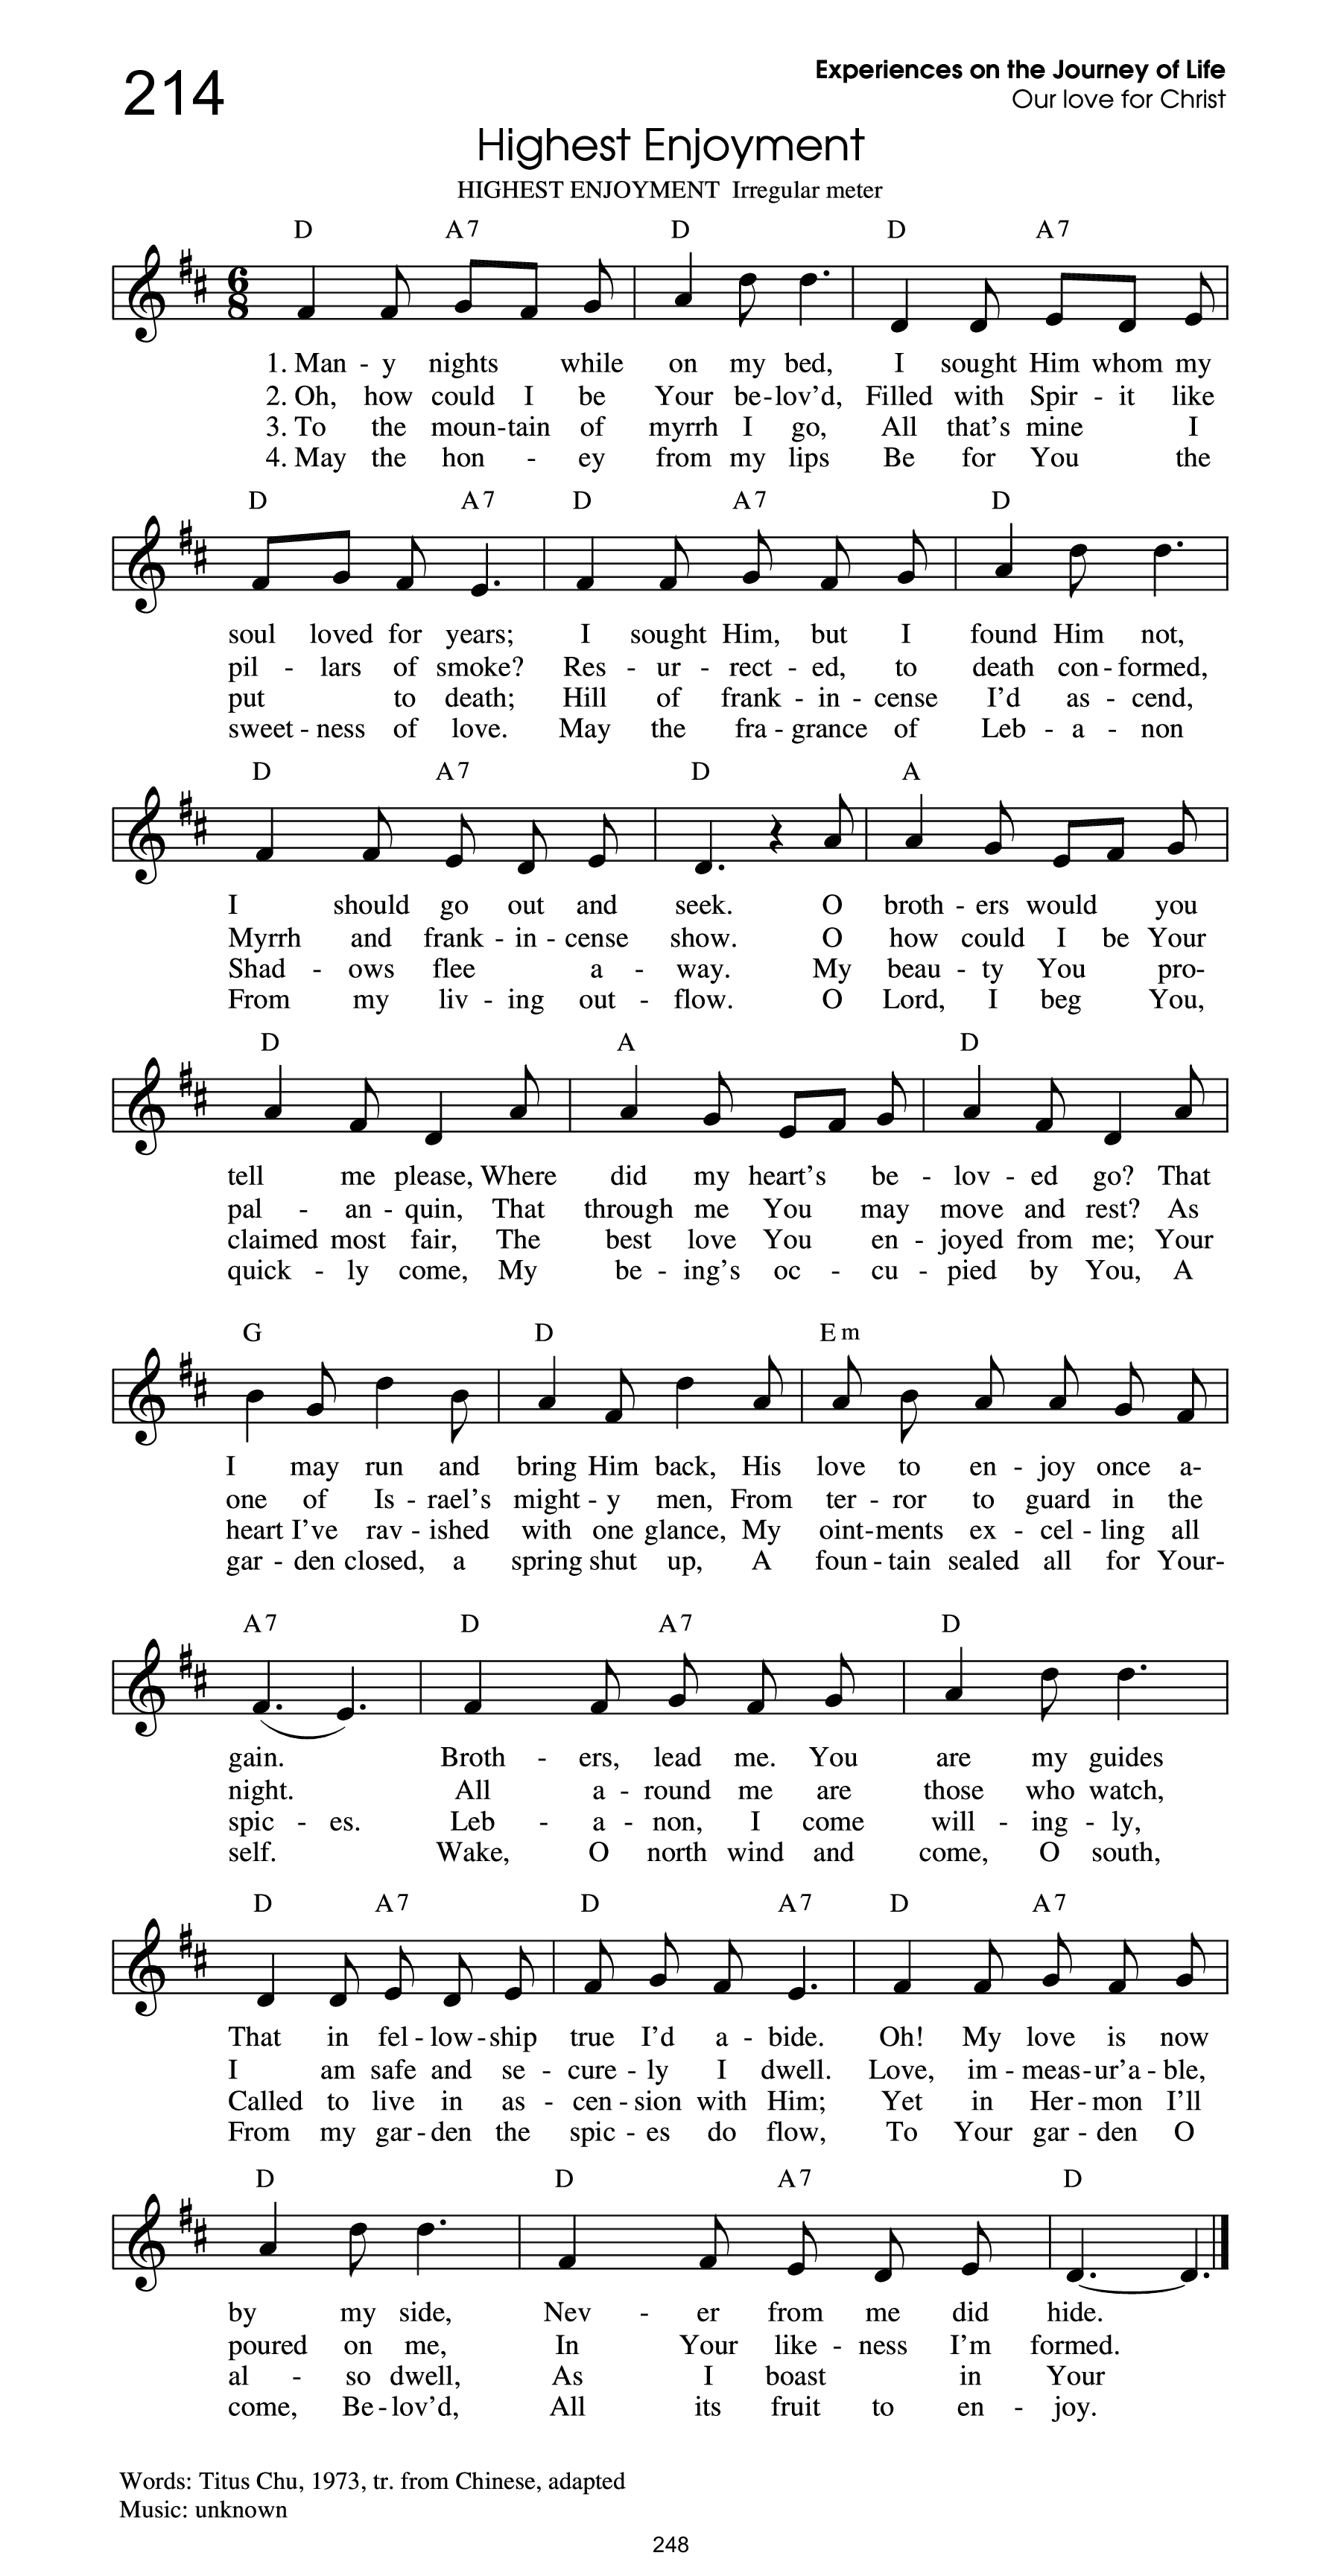 214
Experiences on the Journey of Life
Our love for Christ
Highest Enjoyment
HIGHEST ENJOYMENT Irregular meter
D A7 D D A7
6
8
1. Man - y nights while on my bed, I sought Him whom my
2. Oh, how could I be Your be - lov'd, Filled with Spir - it like
3. To the moun - tain of myrrh I go, All that's mine I
4. May the hon - ey from my lips Be for You the
D A7 D A7 D
soul loved for years; I sought Him, but I found Him not,
pil - lars of smoke? Res - ur - rect - ed, to death con - formed,
put to death; Hill of frank - in - cense I'd as - cend,
sweet - ness of love. May the fra - grance of Leb - a - non
D A7 D A
I should go out and seek. O broth - ers would you
Myrrh and frank - in - cense show. O how could I be Your
Shad - ows flee a - way. My beau - ty You pro-
From my liv - ing out - flow. O Lord, I beg You,
D A D
tell me please, Where did my heart's be - lov - ed go? That
pal - an - quin, That through me You may move and rest? As
claimed most fair, The best love You en - joyed from me; Your
quick - ly come, My be - ing's oc - cu - pied by You, A
G D Em
I may run and bring Him back, His love to en - joy once a-
one of Is - rael's might - y men, From ter - ror to guard in the
heart I've rav - ished with one glance, My oint - ments ex - cel - ling all
gar - den closed, a spring shut up, A foun - tain sealed all for Your-
A7 D A7 D
gain. Broth - ers, lead me. You are my guides
night. All a - round me are those who watch,
spic - es. Leb - a - non, I come will - ing - ly,
self. Wake, O north wind and come, O south,
D A7 D A7 D A7
That in fel - low - ship true I'd a - bide. Oh! My love is now
I am safe and se - cure - ly I dwell. Love, im - meas - ur'a - ble,
Called to live in as - cen - sion with Him; Yet in Her - mon I'll
From my gar - den the spic - es do flow, To Your gar - den O
D D A7 D
by my side, Nev - er from me did hide.
poured on me, In Your like - ness I'm formed.
al - so dwell, As I boast in Your
come, Be - lov'd, All its fruit to en - joy.
Words: Titus Chu, 1973, tr. from Chinese, adapted
Music: unknown
248